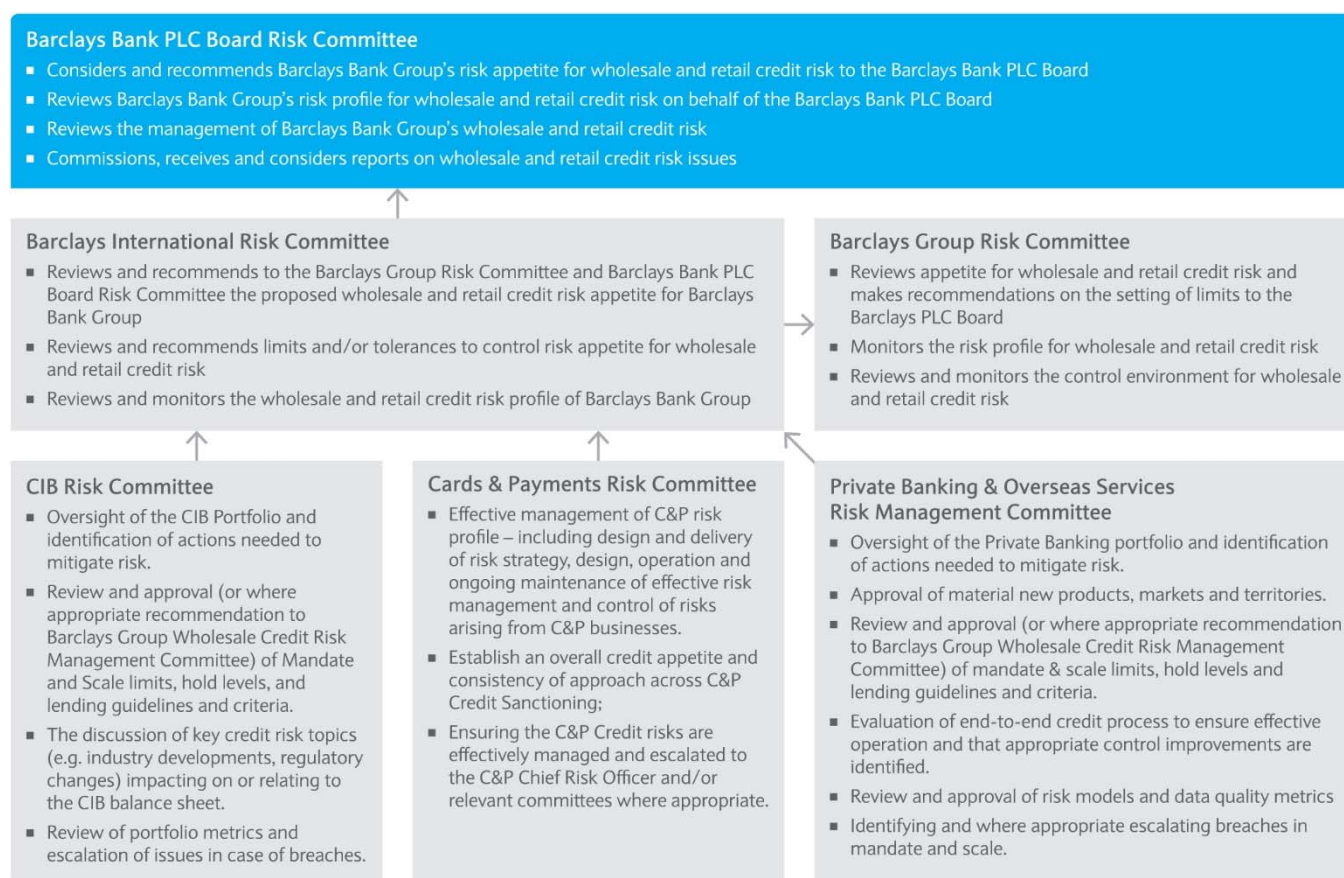 Barclays Bank PLC Board Risk Committee
▪ Considers and recommends Barclays Bank Group's risk appetite for wholesale and retail credit risk to the Barclays Bank PLC Board
▪ Reviews Barclays Bank Group's risk profile for wholesale and retail credit risk on behalf of the Barclays Bank PLC Board
▪ Reviews the management of Barclays Bank Group's wholesale and retail credit risk
▪ Commissions, receives and considers reports on wholesale and retail credit risk issues
Barclays International Risk Committee
▪ Reviews and recommends to the Barclays Group Risk Committee and Barclays Bank PLC
Board Risk Committee the proposed wholesale and retail credit risk appetite for Barclays
Bank Group
▪ Reviews and recommends limits and/or tolerances to control risk appetite for wholesale
and retail credit risk
▪ Reviews and monitors the wholesale and retail credit risk profile of Barclays Bank Group
Barclays Group Risk Committee
▪ Reviews appetite for wholesale and retail credit risk and
makes recommendations on the setting of limits to the
Barclays PLC Board
▪ Monitors the risk profile for wholesale and retail credit risk
▪ Reviews and monitors the control environment for wholesale
and retail credit risk
CIB Risk Committee
▪ Oversight of the CIB Portfolio and
identification of actions needed to
mitigate risk.
▪ Review and approval (or where
appropriate recommendation to
Barclays Group Wholesale Credit Risk
Management Committee) of Mandate
and Scale limits, hold levels, and
lending guidelines and criteria.
▪ The discussion of key credit risk topics
(e.g. industry developments, regulatory
changes) impacting on or relating to
the CIB balance sheet.
▪ Review of portfolio metrics and
escalation of issues in case of breaches.
Cards & Payments Risk Committee
▪ Effective management of C&P risk
profile – including design and delivery
of risk strategy, design, operation and
ongoing maintenance of effective risk
management and control of risks
arising from C&P businesses.
▪ Establish an overall credit appetite and
consistency of approach across C&P
Credit Sanctioning;
▪ Ensuring the C&P Credit risks are
effectively managed and escalated to
the C&P Chief Risk Officer and/or
relevant committees where appropriate.
Private Banking & Overseas Services
Risk Management Committee
▪ Oversight of the Private Banking portfolio and identification
of actions needed to mitigate risk.
▪ Approval of material new products, markets and territories.
▪ Review and approval (or where appropriate recommendation
to Barclays Group Wholesale Credit Risk Management
Committee) of mandate & scale limits, hold levels and
lending guidelines and criteria.
▪ Evaluation of end-to-end credit process to ensure effective
operation and that appropriate control improvements are
identified.
▪ Review and approval of risk models and data quality metrics
▪ Identifying and where appropriate escalating breaches in
mandate and scale.